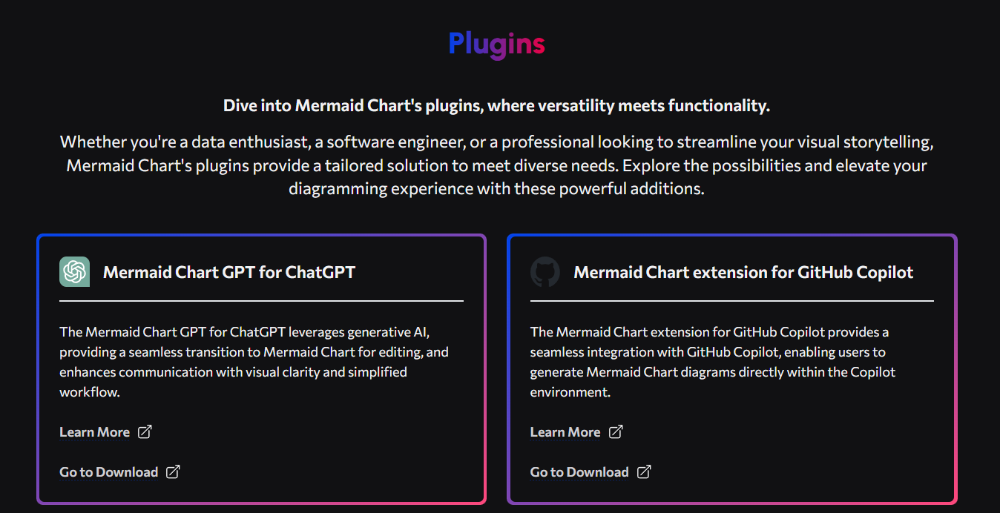 Plugins
Dive into Mermaid Chart's plugins, where versatility meets functionality.
Whether you're a data enthusiast, a software engineer, or a professional looking to streamline your visual storytelling,
Mermaid Chart's plugins provide a tailored solution to meet diverse needs. Explore the possibilities and elevate your
diagramming experience with these powerful additions.
Mermaid Chart GPT for ChatGPT
The Mermaid Chart GPT for ChatGPT leverages generative AI,
providing a seamless transition to Mermaid Chart for editing, and
enhances communication with visual clarity and simplified
workflow.
Learn More
Go to Download
Mermaid Chart extension for GitHub Copilot
The Mermaid Chart extension for GitHub Copilot provides a
seamless integration with GitHub Copilot, enabling users to
generate Mermaid Chart diagrams directly within the Copilot
environment.
Learn More
Go to Download